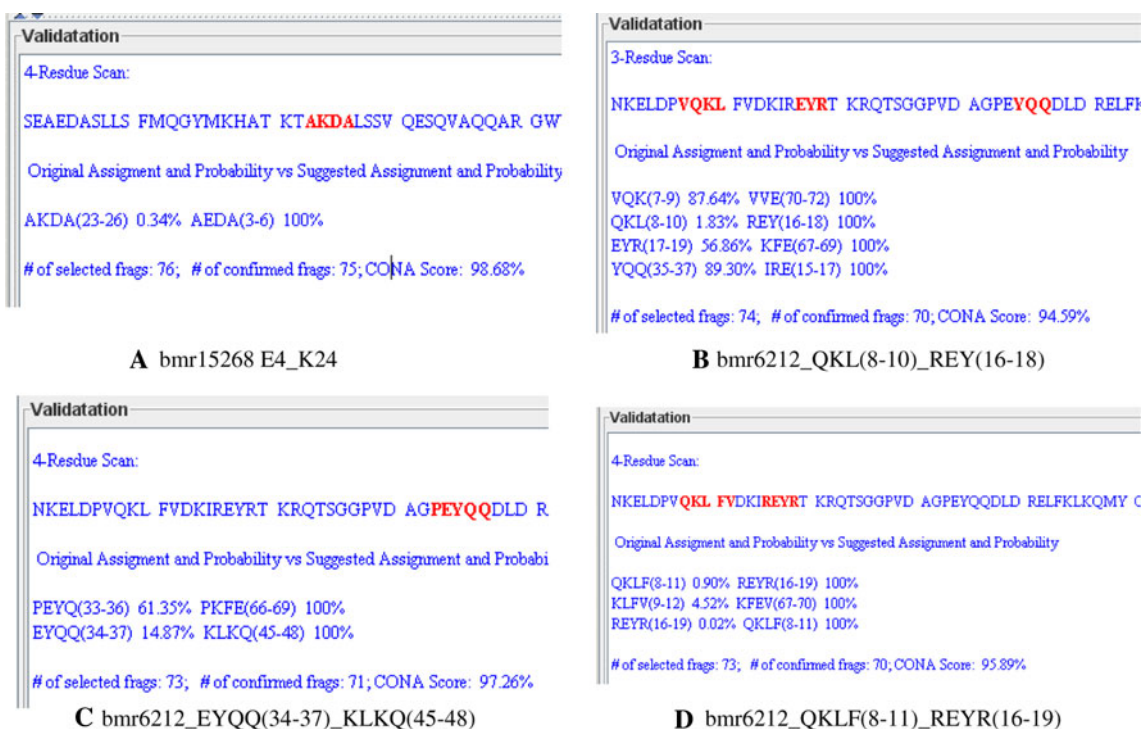 Validatation
4-Resdue Scan:
SEAEDASLLS FMQGYMKHAT KTAKDALSSV QESQVAQQAR GW
Original Assigment and Probability vs Suggested Assignment and Probability
AKDA(23-26) 0.34% AEDA(3-6) 100%
# of selected frags: 76; # of confirmed frags: 75; CONA Score: 98.68%
A bmr15268 E4_K24
Validatation
3-Resdue Scan:
NKELDPVQKL FVDKIREYRT KRQTSGGPVD AGPEYQQDLD RELFK
Original Assigment and Probability vs Suggested Assignment and Probability
VQK(7-9) 87.64% VVE(70-72) 100%
QKL(8-10) 1.83% REY(16-18) 100%
EYR(17-19) 56.86% KFE(67-69) 100%
YQQ(35-37) 89.30% IRE(15-17) 100%
# of selected frags: 74; # of confirmed frags: 70; CONA Score: 94.59%
B bmr6212_QKL(8-10)_REY(16-18)
Validatation
4-Resdue Scan:
NKELDPVQKL FVDKIREYRT KRQTSGGPVD AGPEYQQDLD R
Original Assigment and Probability vs Suggested Assignment and Probabi
PEYQ(33-36) 61.35% PKFE(66-69) 100%
EYQQ(34-37) 14.87% KLKQ(45-48) 100%
# of selected frags: 73; # of confirmed frags: 71; CONA Score: 97.26%
C bmr6212_EYQQ(34-37)_KLKQ(45-48)
Validatation
4-Resdue Scan:
NKELDPVQKL FVDKIREYRT KRQTSGGPVD AGPEYQQDLD RELFKLKQMY
Original Assigment and Probability vs Suggested Assignment and Probability
QKLF(8-11) 0.90% REYR(16-19) 100%
KLFV(9-12) 4.52% KFEV(67-70) 100%
REYR(16-19) 0.02% QKLF(8-11) 100%
# of selected frags: 73; # of confirmed frags: 70; CONA Score: 95.89%
D bmr6212_QKLF(8-11)_REYR(16-19)